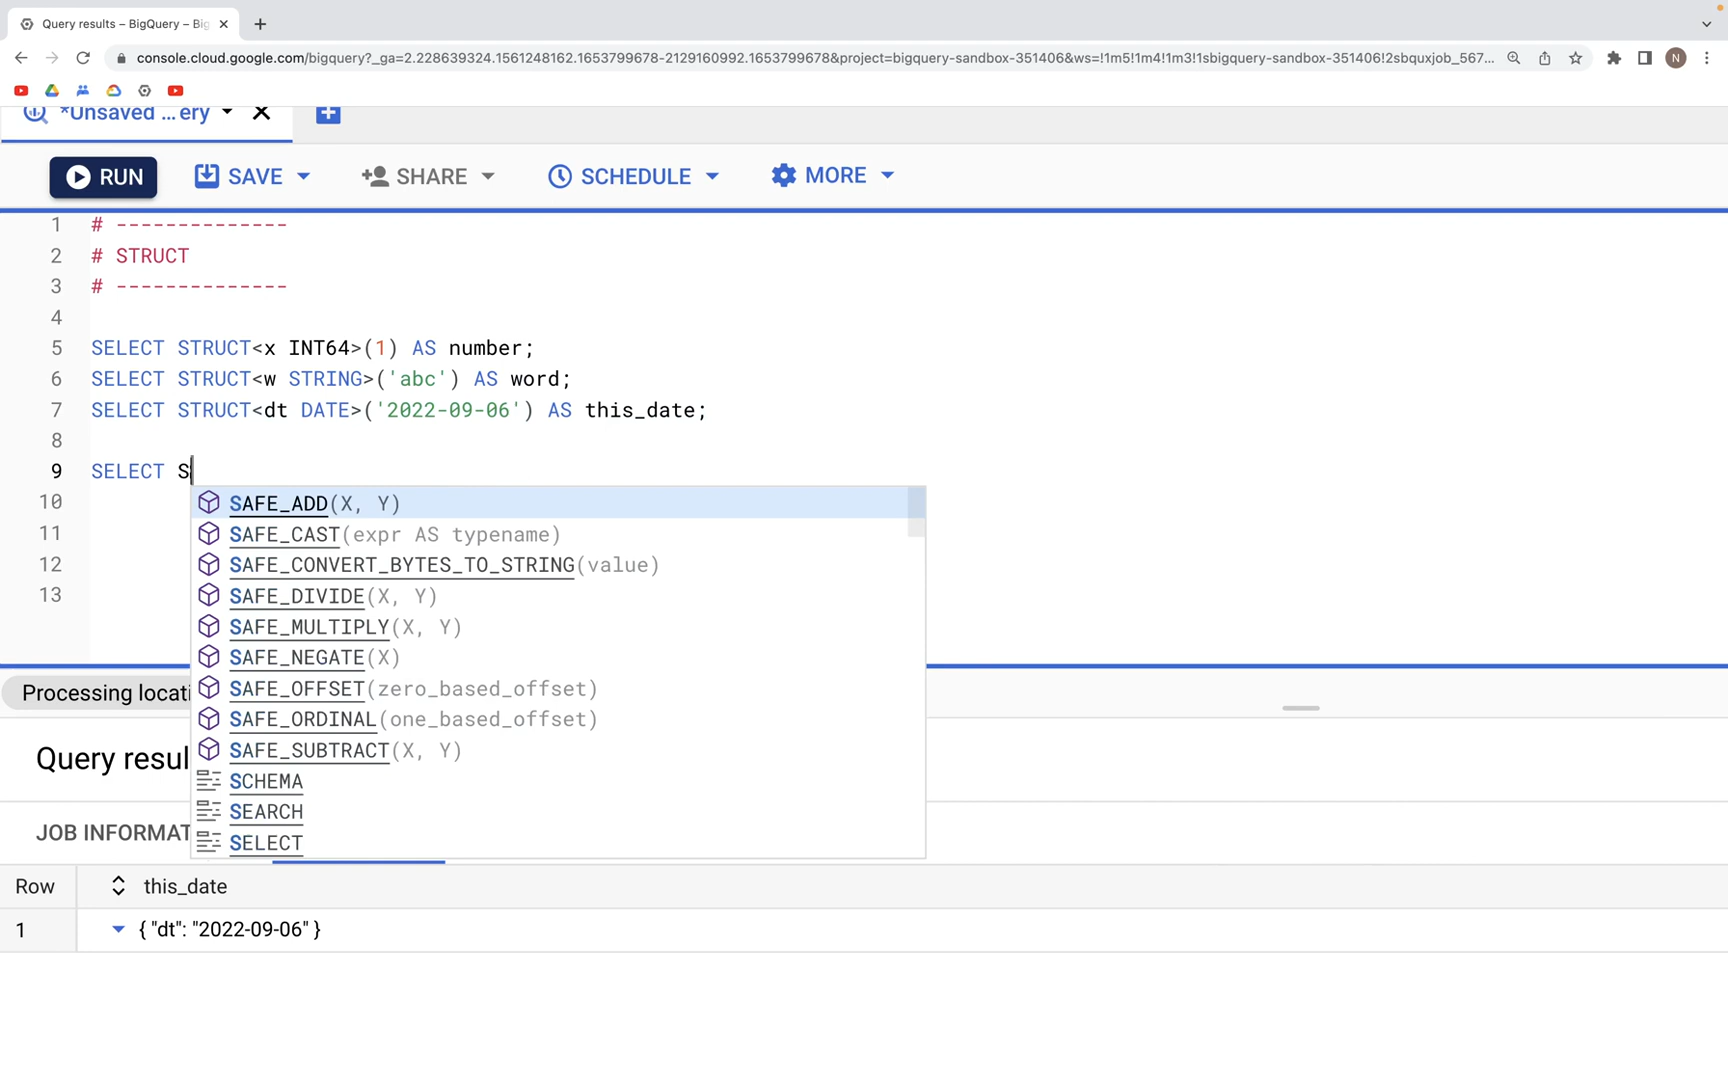 Query results – BigQuery – Big
console.cloud.google.com/bigquery?_ga=2.228639324.1561248162.1653799678-2129160992.1653799678&project=bigquery-sandbox-351406&ws=!1m5!1m4!1m3!1sbigquery-sandbox-351406!2sbquxjob_567...
N
*Unsaved ... ery
RUN
SAVE
SHARE
SCHEDULE
MORE
1 # --------------
2 # STRUCT
3 # --------------
4
5 SELECT STRUCT<x INT64>(1) AS number;
6 SELECT STRUCT<w STRING>('abc') AS word;
7 SELECT STRUCT<dt DATE>('2022-09-06') AS this_date;
8
9 SELECT S
10
11
12
13
SAFE_ADD(X, Y)
SAFE_CAST(expr AS typename)
SAFE_CONVERT_BYTES_TO_STRING(value)
SAFE_DIVIDE(X, Y)
SAFE_MULTIPLY(X, Y)
SAFE_NEGATE(X)
SAFE_OFFSET(zero_based_offset)
SAFE_ORDINAL(one_based_offset)
SAFE_SUBTRACT(X, Y)
SCHEMA
SEARCH
SELECT
Processing locati
Query resul
JOB INFORMAT
Row this_date
1 { "dt": "2022-09-06" }